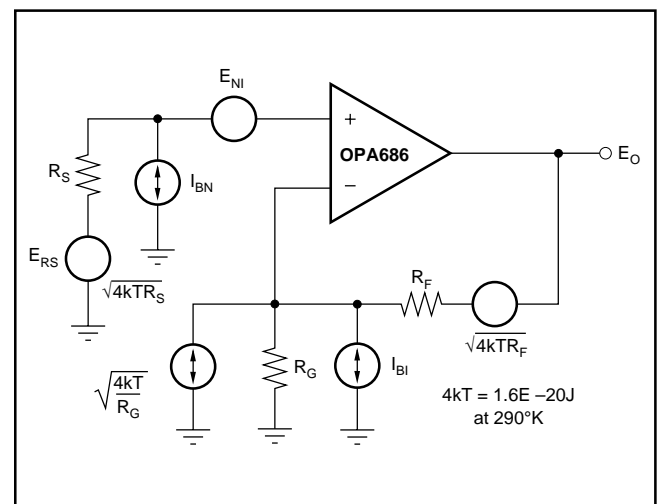 E_NI
+
OPA686
−
E_O
R_S
I_BN
E_RS
√4kTR_S
R_F
√4kTR_F
√4kT/R_G
R_G
I_BI
4kT = 1.6E –20J
at 290°K